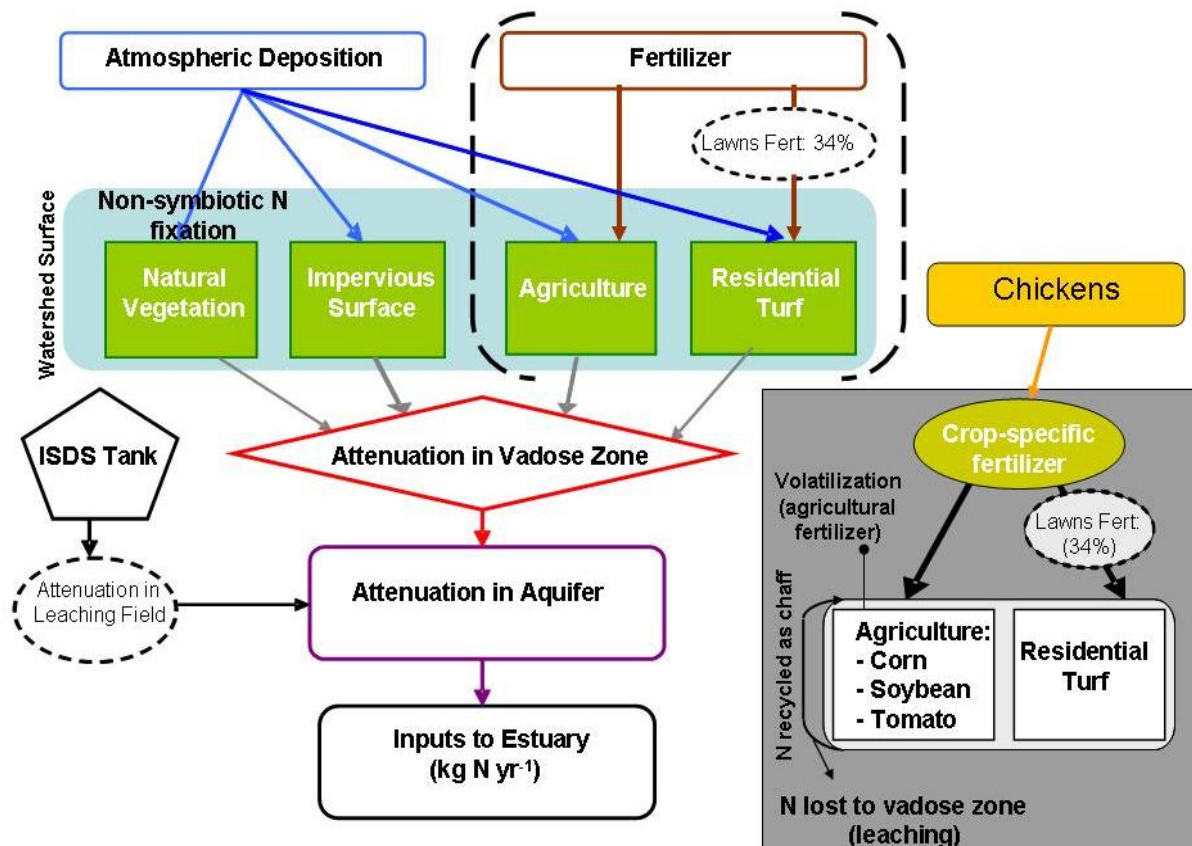 Atmospheric Deposition
Fertilizer
Lawns Fert: 34%
Watershed Surface
Non-symbiotic N
fixation
Natural
Vegetation
Impervious
Surface
Agriculture
Residential
Turf
Chickens
ISDS Tank
Attenuation in Vadose Zone
Attenuation in
Leaching Field
Attenuation in Aquifer
Inputs to Estuary
(kg N yr⁻¹)
Crop-specific
fertilizer
Volatilization
(agricultural
fertilizer)
Lawns Fert:
(34%)
N recycled as chaff
Agriculture:
- Corn
- Soybean
- Tomato
Residential
Turf
N lost to vadose zone
(leaching)